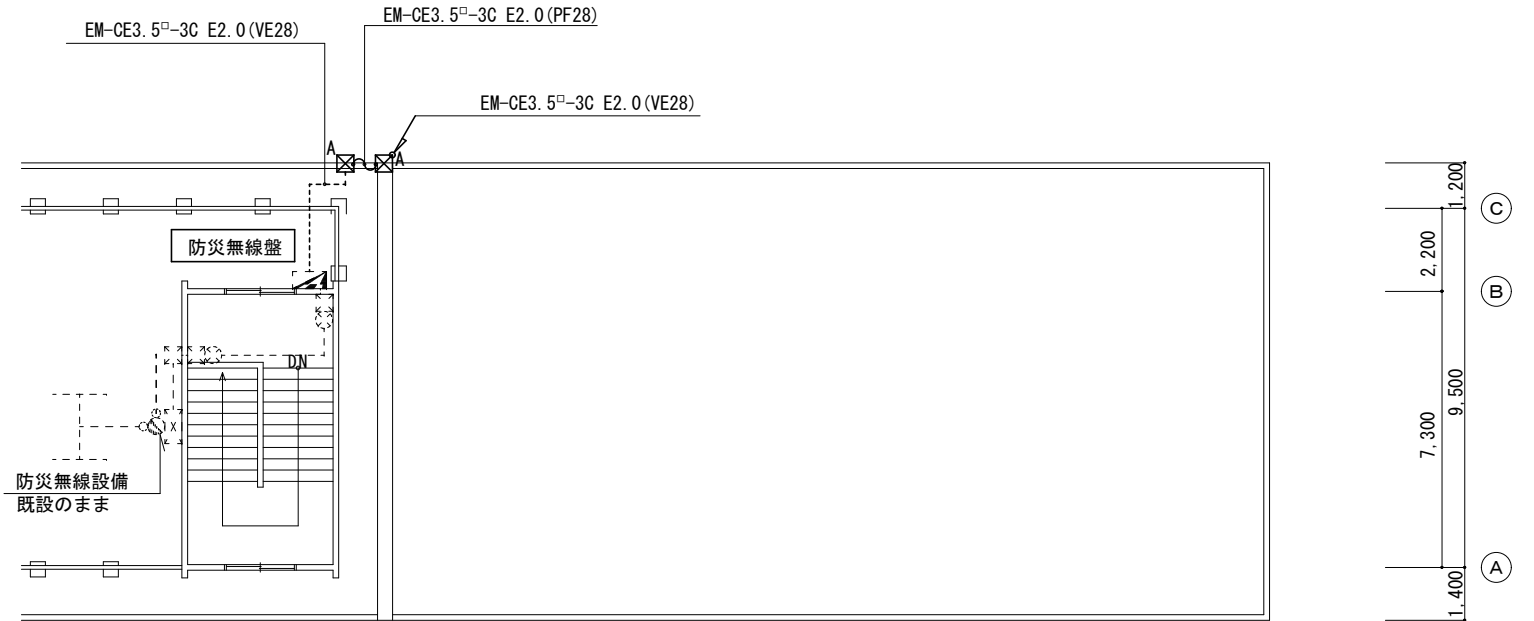 EM-CE3.5□-3C E2.0(PF28)
EM-CE3.5□-3C E2.0(VE28)
EM-CE3.5□-3C E2.0(VE28)
A
A
1,200
C
防災無線盤
2,200
B
DN
9,500
7,300
防災無線設備
既設のまま
A
1,400